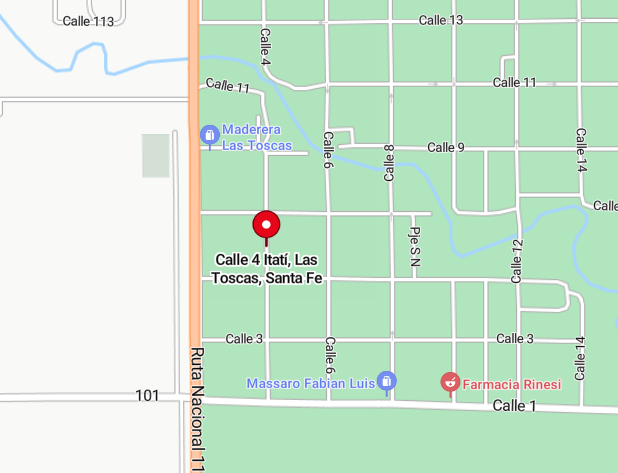 Calle 113
Calle 13
Calle 4
Calle 11
Calle 11
Maderera
Las Toscas
Calle 6
Calle 8
Calle 9
Calle 14
Calle
Pje S N
Calle 12
Calle 4 Itatí, Las
Toscas, Santa Fe
Calle 3
Calle 6
Calle 3
Calle 14
Ruta Nacional 11
Massaro Fabian Luis
Farmacia Rinesi
101
Calle 1